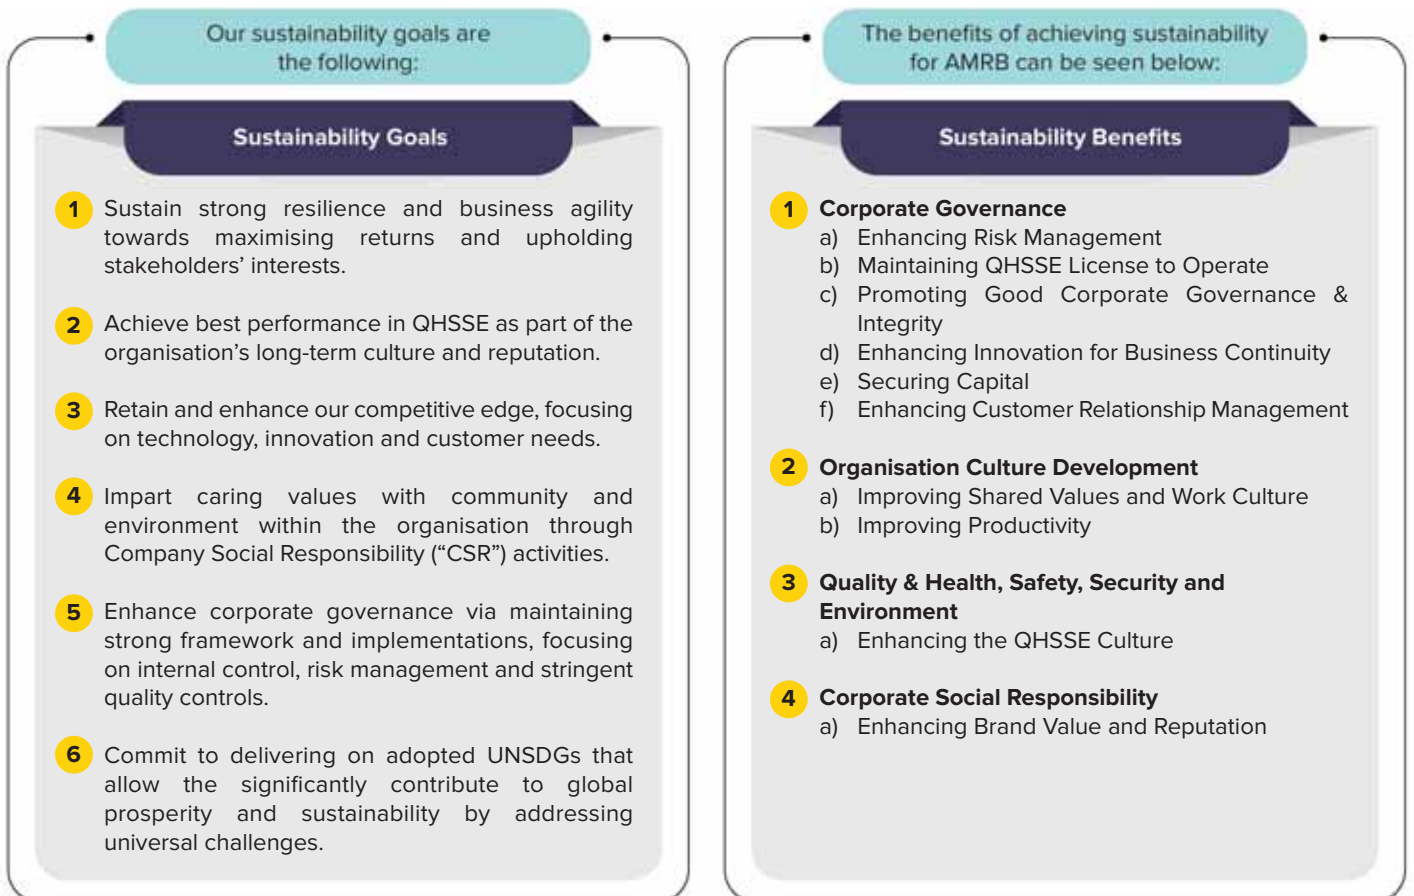 Our sustainability goals are
the following:
Sustainability Goals
1 Sustain strong resilience and business agility
towards maximising returns and upholding
stakeholders’ interests.
2 Achieve best performance in QHSSE as part of the
organisation’s long-term culture and reputation.
3 Retain and enhance our competitive edge, focusing
on technology, innovation and customer needs.
4 Impart caring values with community and
environment within the organisation through
Company Social Responsibility (“CSR”) activities.
5 Enhance corporate governance via maintaining
strong framework and implementations, focusing
on internal control, risk management and stringent
quality controls.
6 Commit to delivering on adopted UNSDGs that
allow the significantly contribute to global
prosperity and sustainability by addressing
universal challenges.
The benefits of achieving sustainability
for AMRB can be seen below:
Sustainability Benefits
1 Corporate Governance
a) Enhancing Risk Management
b) Maintaining QHSSE License to Operate
c) Promoting Good Corporate Governance &
Integrity
d) Enhancing Innovation for Business Continuity
e) Securing Capital
f) Enhancing Customer Relationship Management
2 Organisation Culture Development
a) Improving Shared Values and Work Culture
b) Improving Productivity
3 Quality & Health, Safety, Security and
Environment
a) Enhancing the QHSSE Culture
4 Corporate Social Responsibility
a) Enhancing Brand Value and Reputation